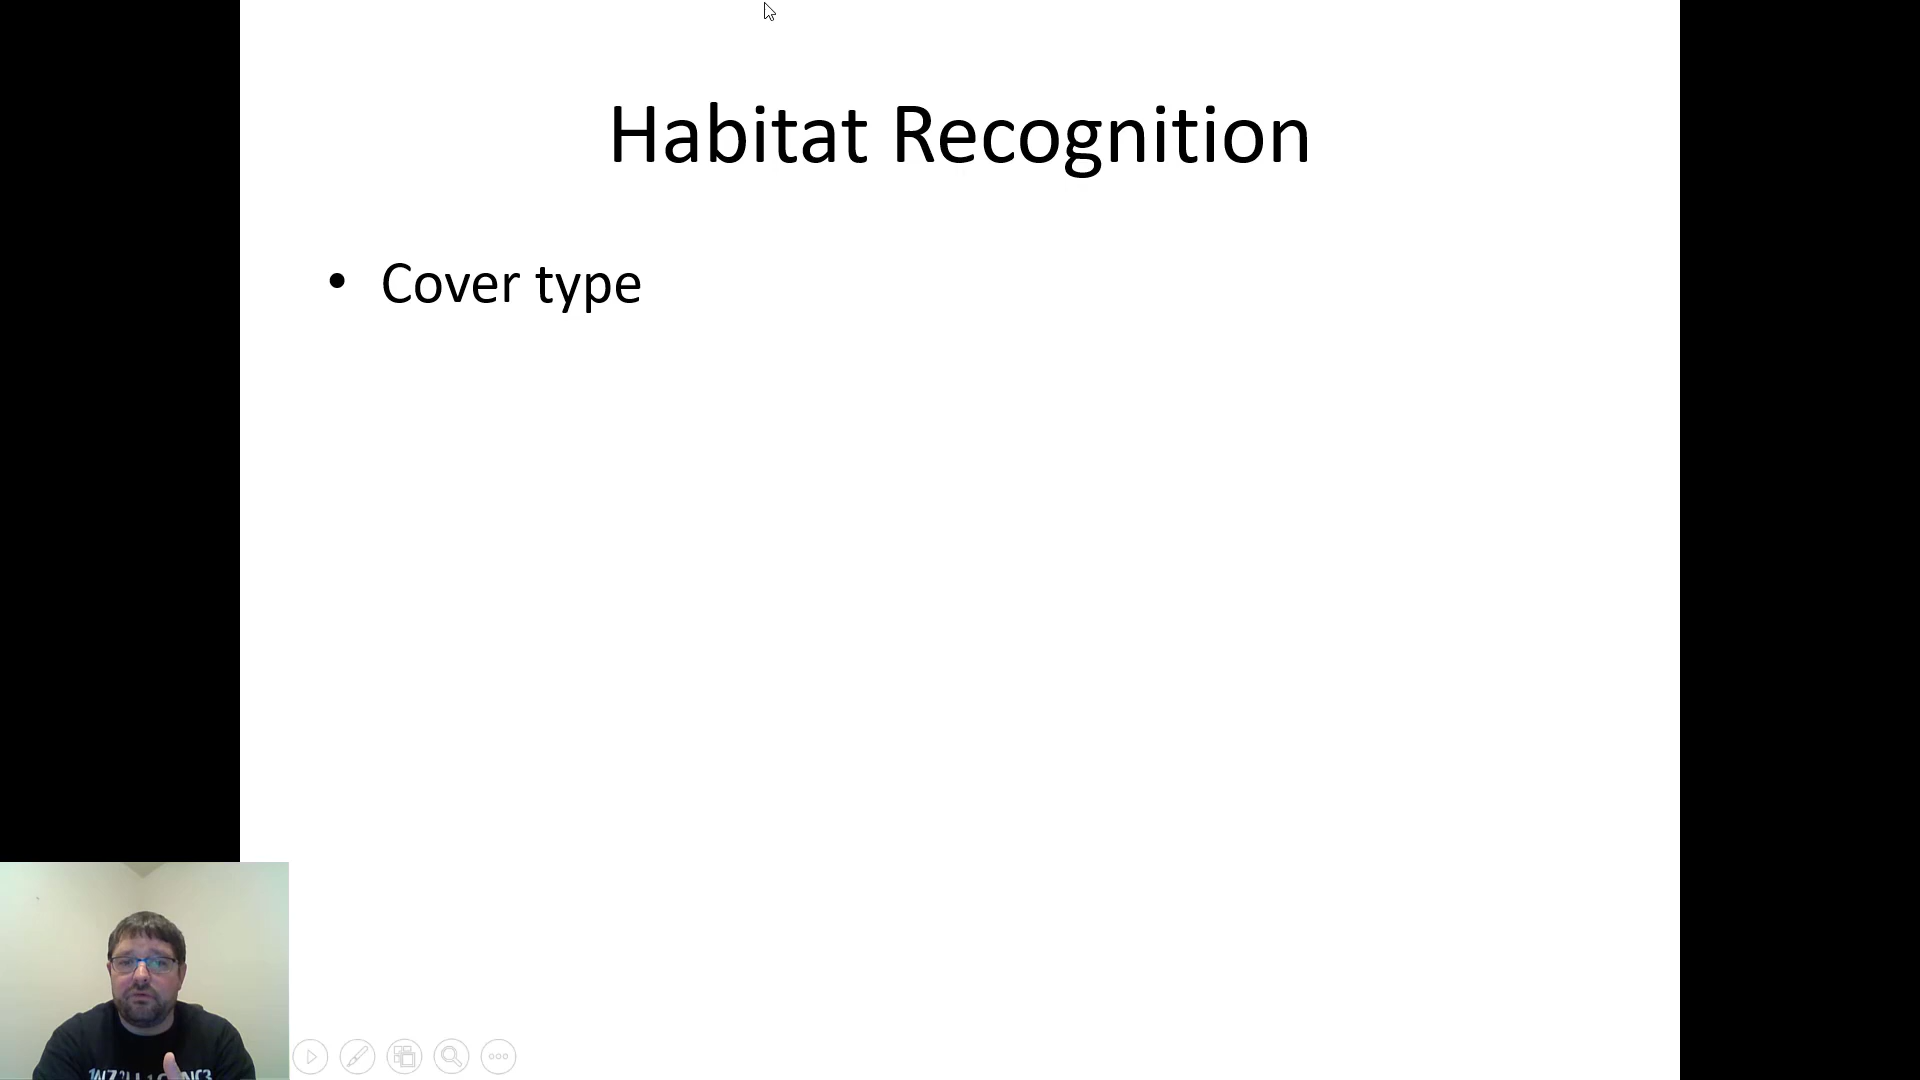 Habitat Recognition
• Cover type